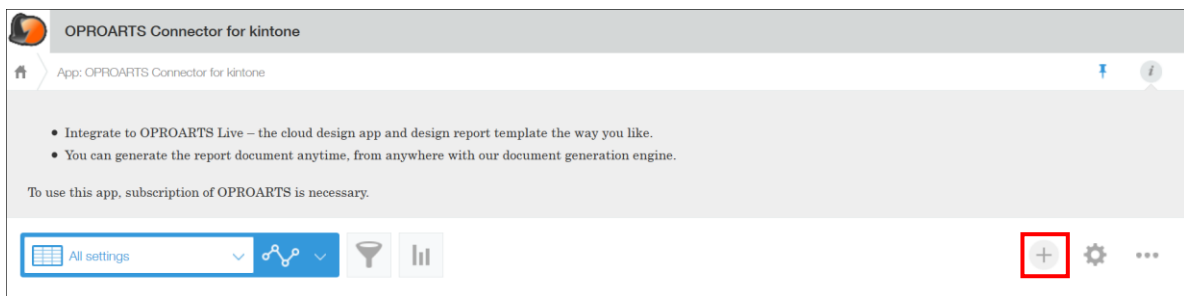 OPROARTS Connector for kintone
App: OPROARTS Connector for kintone
i
• Integrate to OPROARTS Live – the cloud design app and design report template the way you like.
• You can generate the report document anytime, from anywhere with our document generation engine.
To use this app, subscription of OPROARTS is necessary.
All settings